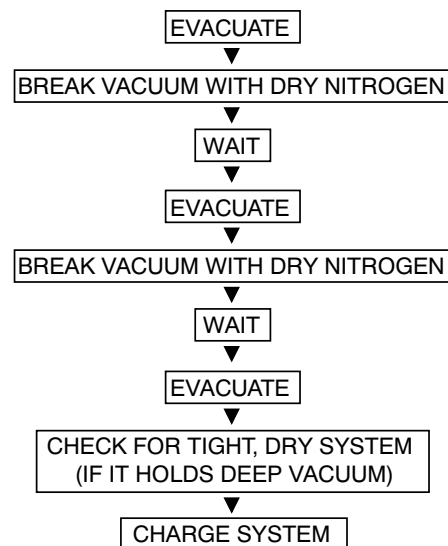 EVACUATE
BREAK VACUUM WITH DRY NITROGEN
WAIT
EVACUATE
BREAK VACUUM WITH DRY NITROGEN
WAIT
EVACUATE
CHECK FOR TIGHT, DRY SYSTEM
(IF IT HOLDS DEEP VACUUM)
CHARGE SYSTEM